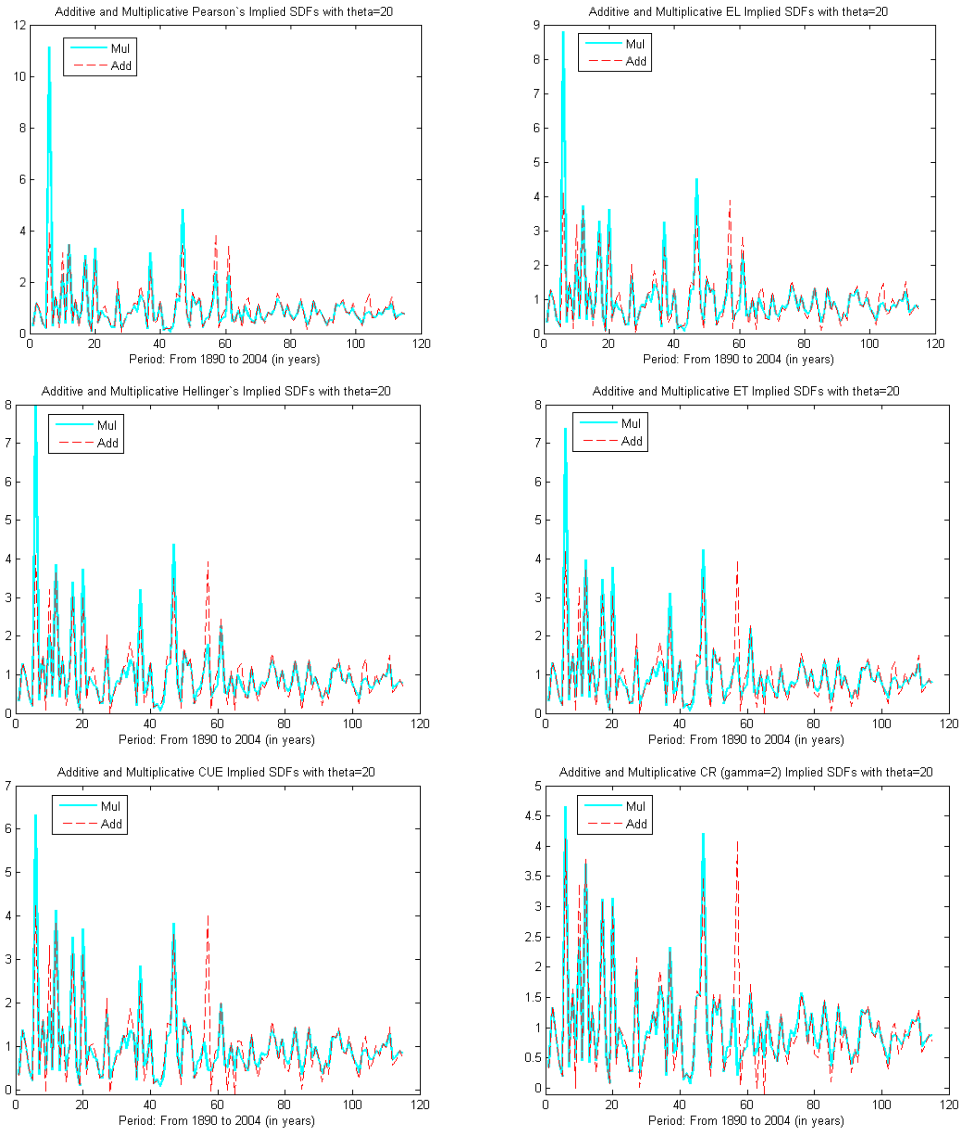 Additive and Multiplicative Pearson`s Implied SDFs with theta=20
12
10
8
6
4
2
0
Mul
Add
0 20 40 60 80 100 120
Period: From 1890 to 2004 (in years)
Additive and Multiplicative EL Implied SDFs with theta=20
9
8
7
6
5
4
3
2
1
0
Mul
Add
0 20 40 60 80 100 120
Period: From 1890 to 2004 (in years)
Additive and Multiplicative Hellinger`s Implied SDFs with theta=20
8
7
6
5
4
3
2
1
0
Mul
Add
0 20 40 60 80 100 120
Period: From 1890 to 2004 (in years)
Additive and Multiplicative ET Implied SDFs with theta=20
8
7
6
5
4
3
2
1
0
Mul
Add
0 20 40 60 80 100 120
Period: From 1890 to 2004 (in years)
Additive and Multiplicative CUE Implied SDFs with theta=20
7
6
5
4
3
2
1
0
Mul
Add
0 20 40 60 80 100 120
Period: From 1890 to 2004 (in years)
Additive and Multiplicative CR (gamma=2) Implied SDFs with theta=20
5
4.5
4
3.5
3
2.5
2
1.5
1
0.5
0
Mul
Add
0 20 40 60 80 100 120
Period: From 1890 to 2004 (in years)